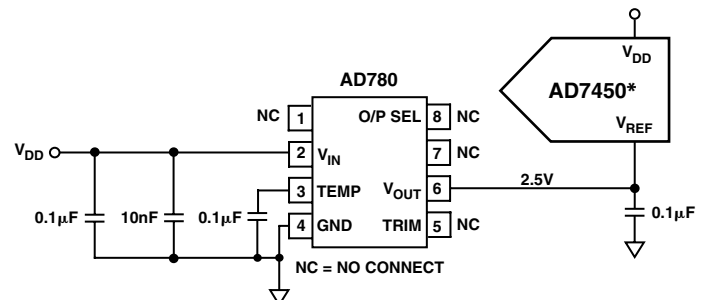 V_DD
AD7450*
V_REF
AD780
NC 1
O/P SEL 8 NC
V_DD
2 V_IN
7 NC
3 TEMP
V_OUT 6
2.5V
0.1μF
10nF
0.1μF
4 GND
TRIM 5 NC
0.1μF
NC = NO CONNECT